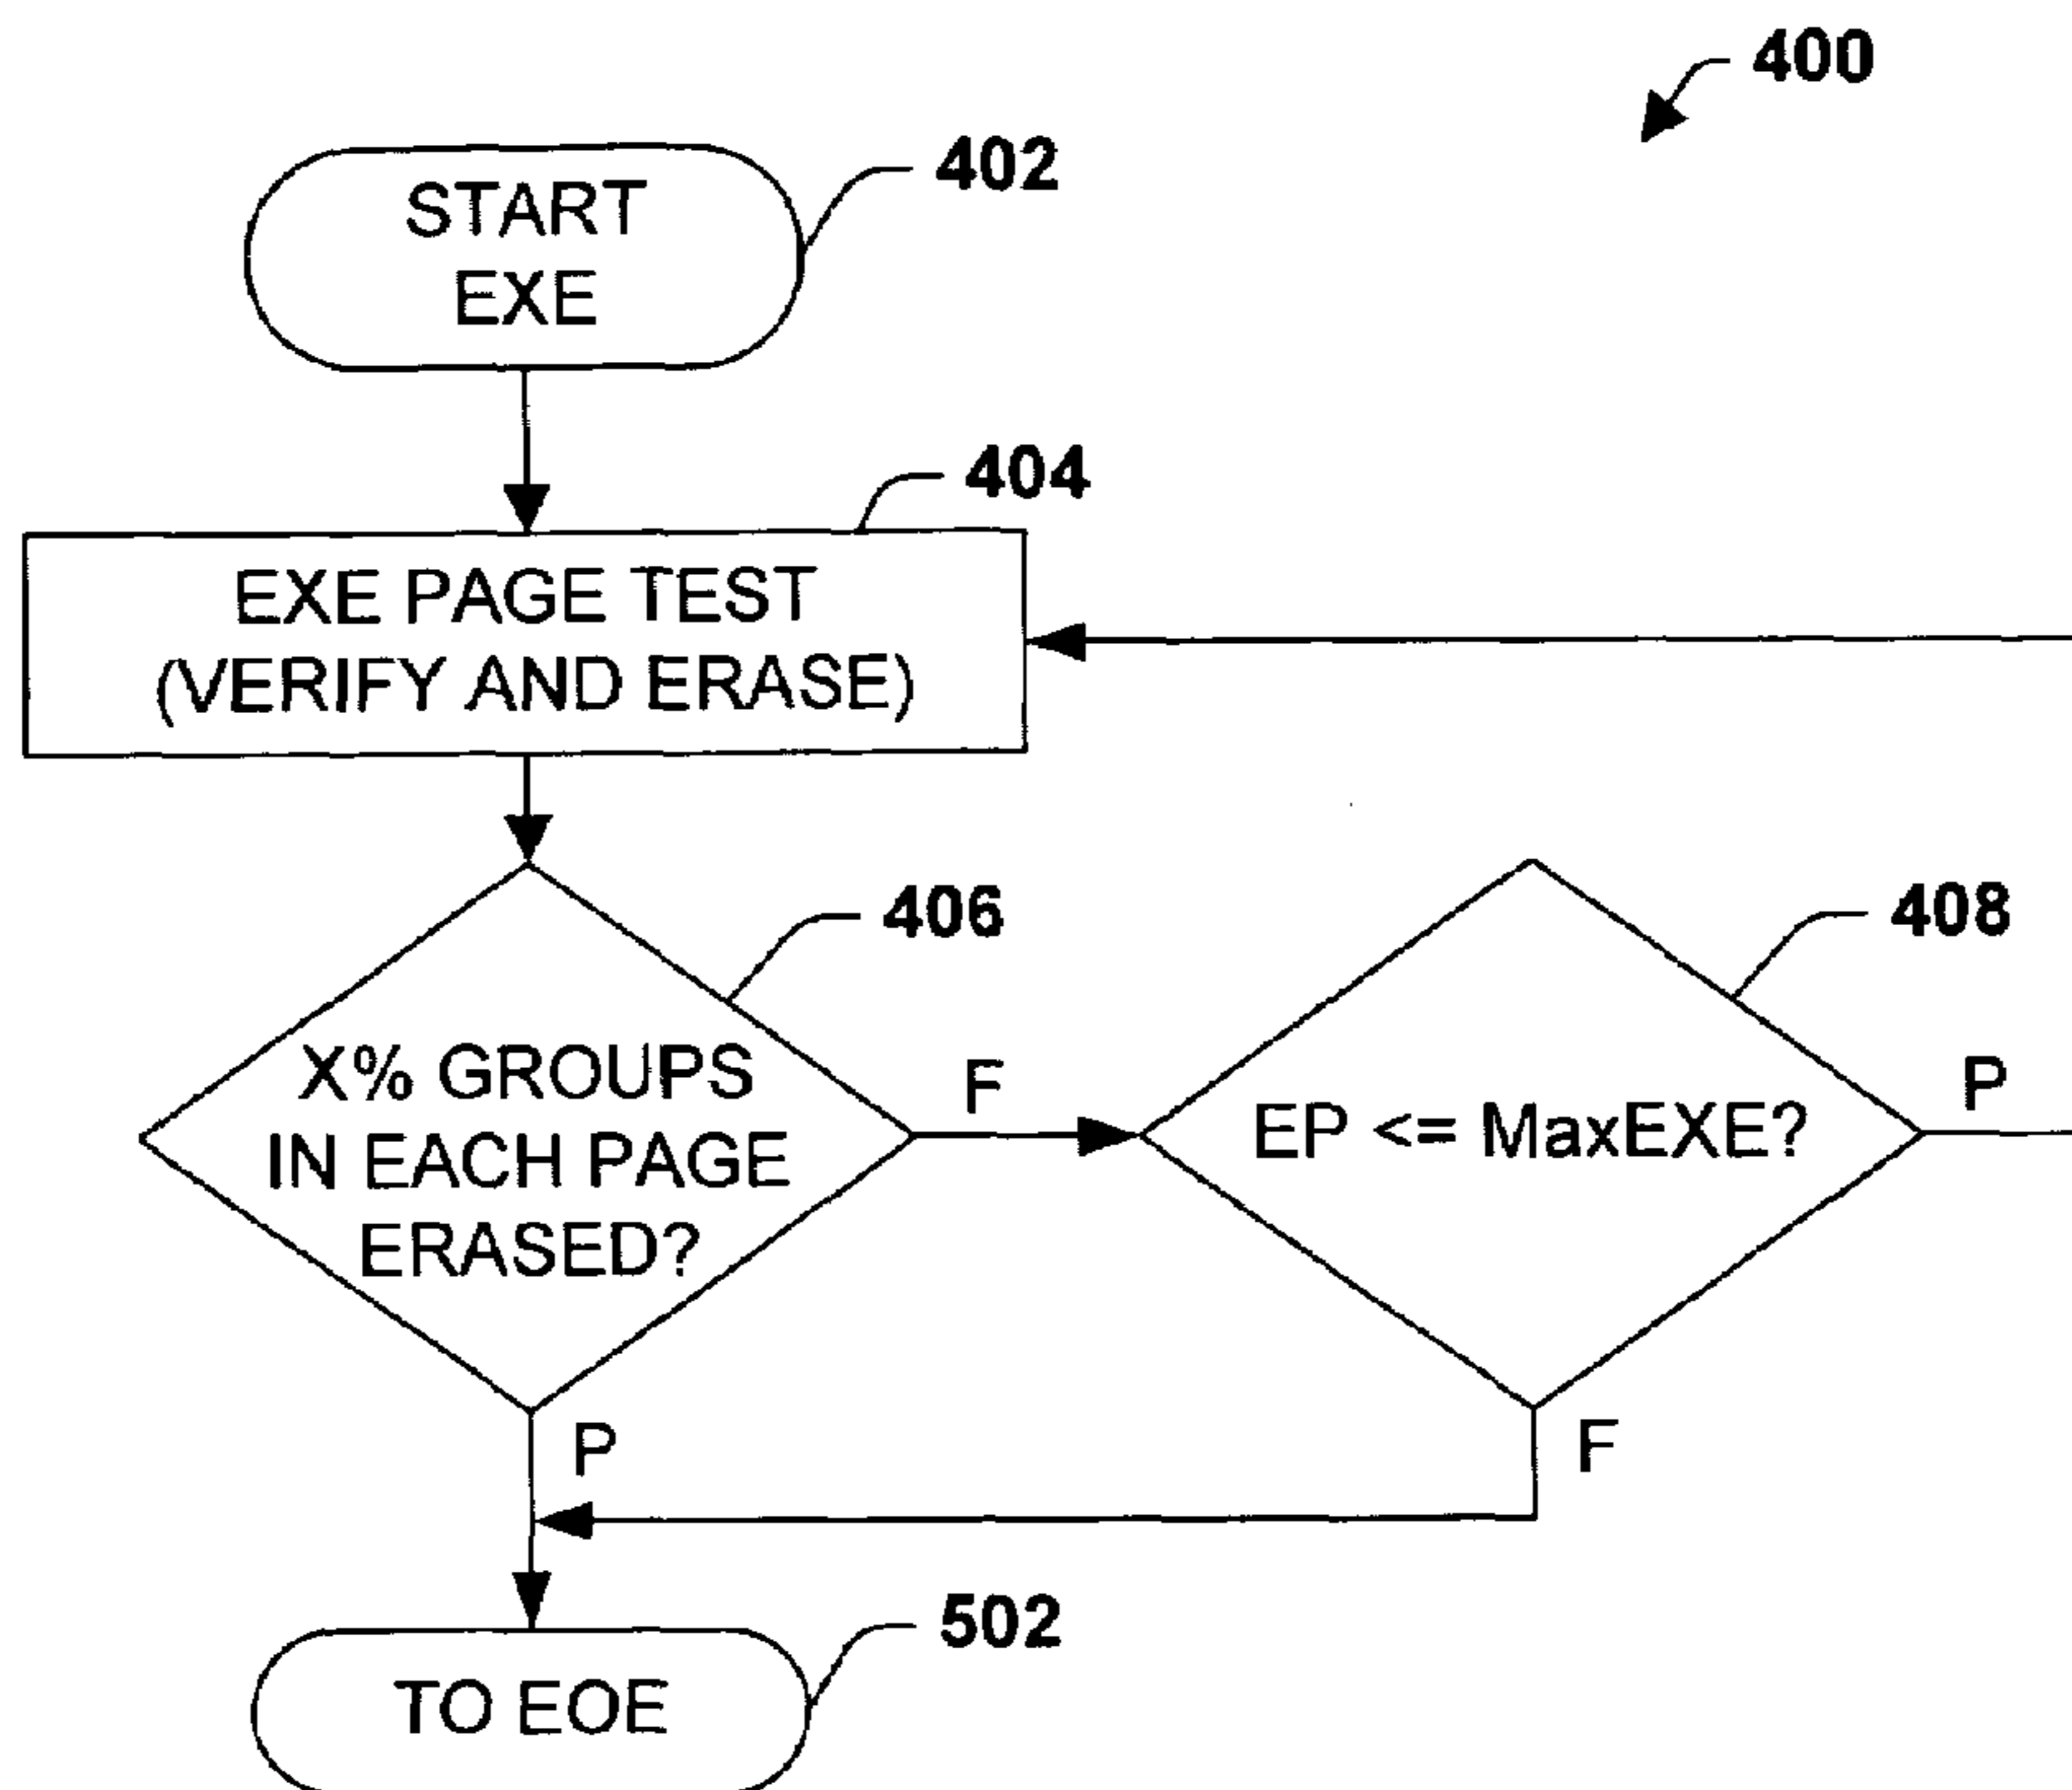 400
402
START
EXE
404
EXE PAGE TEST
(VERIFY AND ERASE)
406
408
X% GROUPS
IN EACH PAGE
ERASED?
F
EP <= MaxEXE?
P
P
F
502
TO EOE